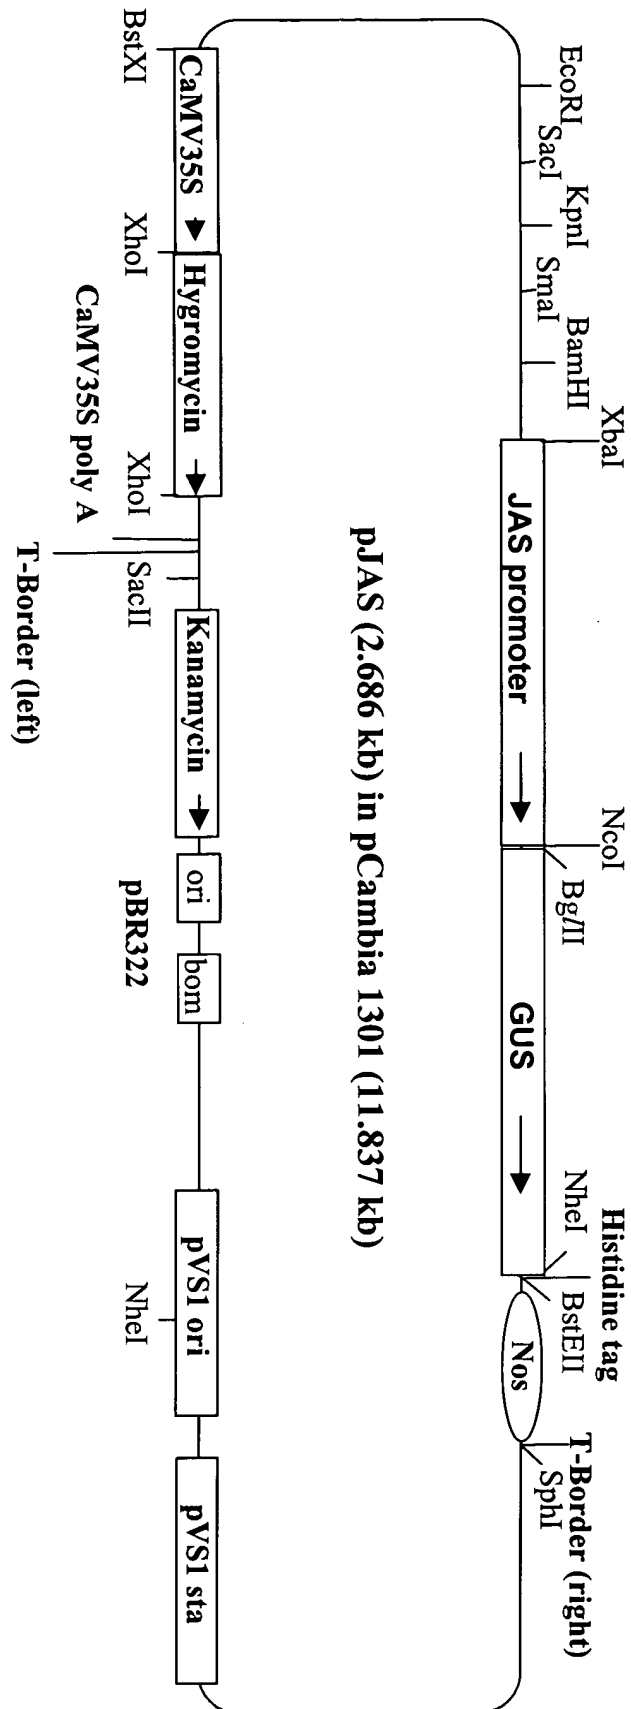 EcoRI
SacI
KpnI
SmaI
BamHI
XbaI
JAS promoter
NcoI
BglII
GUS
NheI
Histidine tag
BstEII
Nos
T-Border (right)
SphI
pJAS (2.686 kb) in pCambia 1301 (11.837 kb)
BstXI
CaMV35S
XhoI
Hygromycin
XhoI
CaMV35S poly A
T-Border (left)
SacII
Kanamycin
ori
pBR322
bom
pVS1 ori
NheI
pVS1 sta